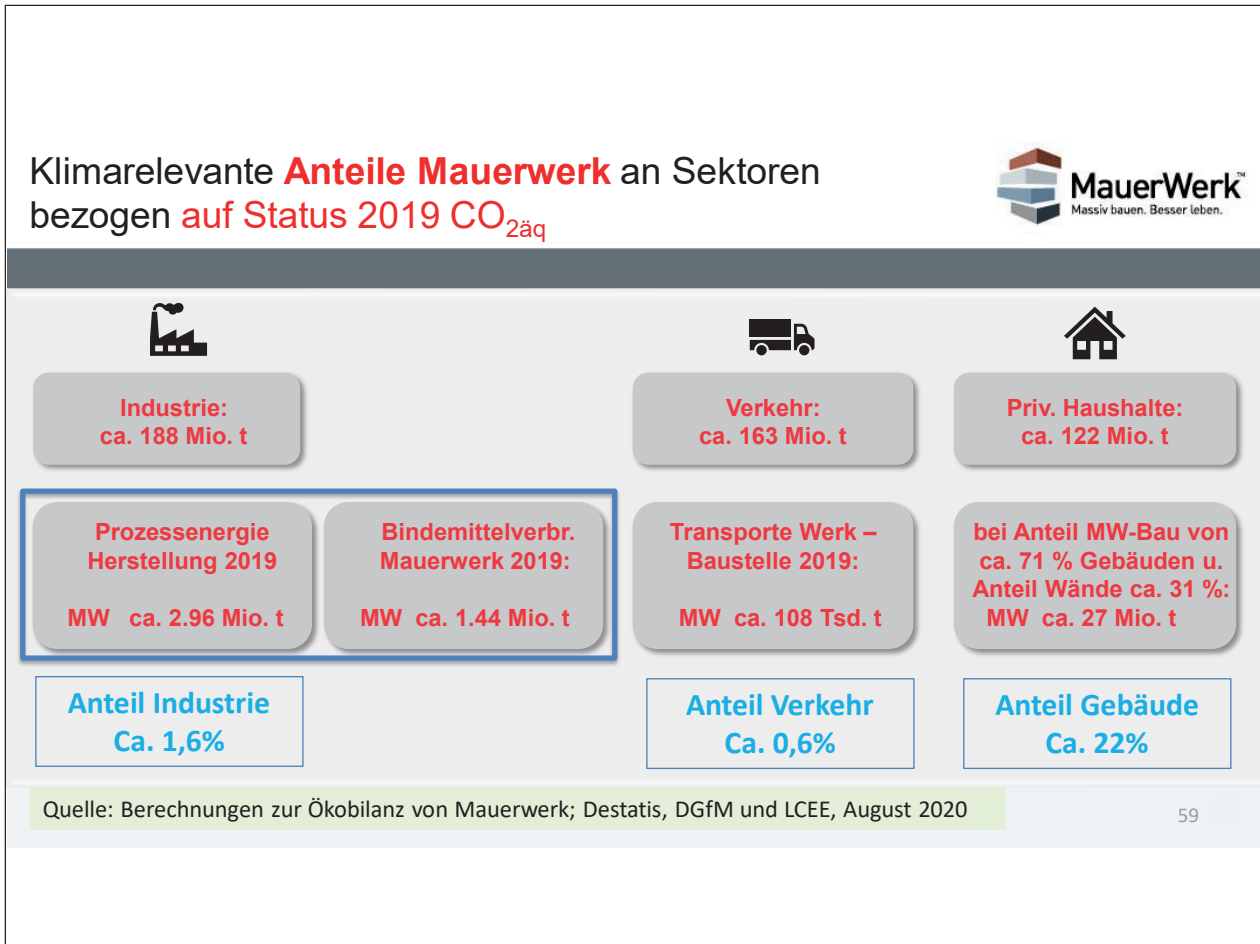 Klimarelevante Anteile Mauerwerk an Sektoren
bezogen auf Status 2019 CO2äq
MauerWerk™
Massiv bauen. Besser leben.
Industrie:
ca. 188 Mio. t
Verkehr:
ca. 163 Mio. t
Priv. Haushalte:
ca. 122 Mio. t
Prozessenergie
Herstellung 2019
MW ca. 2.96 Mio. t
Bindemittelverbr.
Mauerwerk 2019:
MW ca. 1.44 Mio. t
Transporte Werk –
Baustelle 2019:
MW ca. 108 Tsd. t
bei Anteil MW-Bau von
ca. 71 % Gebäuden u.
Anteil Wände ca. 31 %:
MW ca. 27 Mio. t
Anteil Industrie
Ca. 1,6%
Anteil Verkehr
Ca. 0,6%
Anteil Gebäude
Ca. 22%
Quelle: Berechnungen zur Ökobilanz von Mauerwerk; Destatis, DGfM und LCEE, August 2020
59